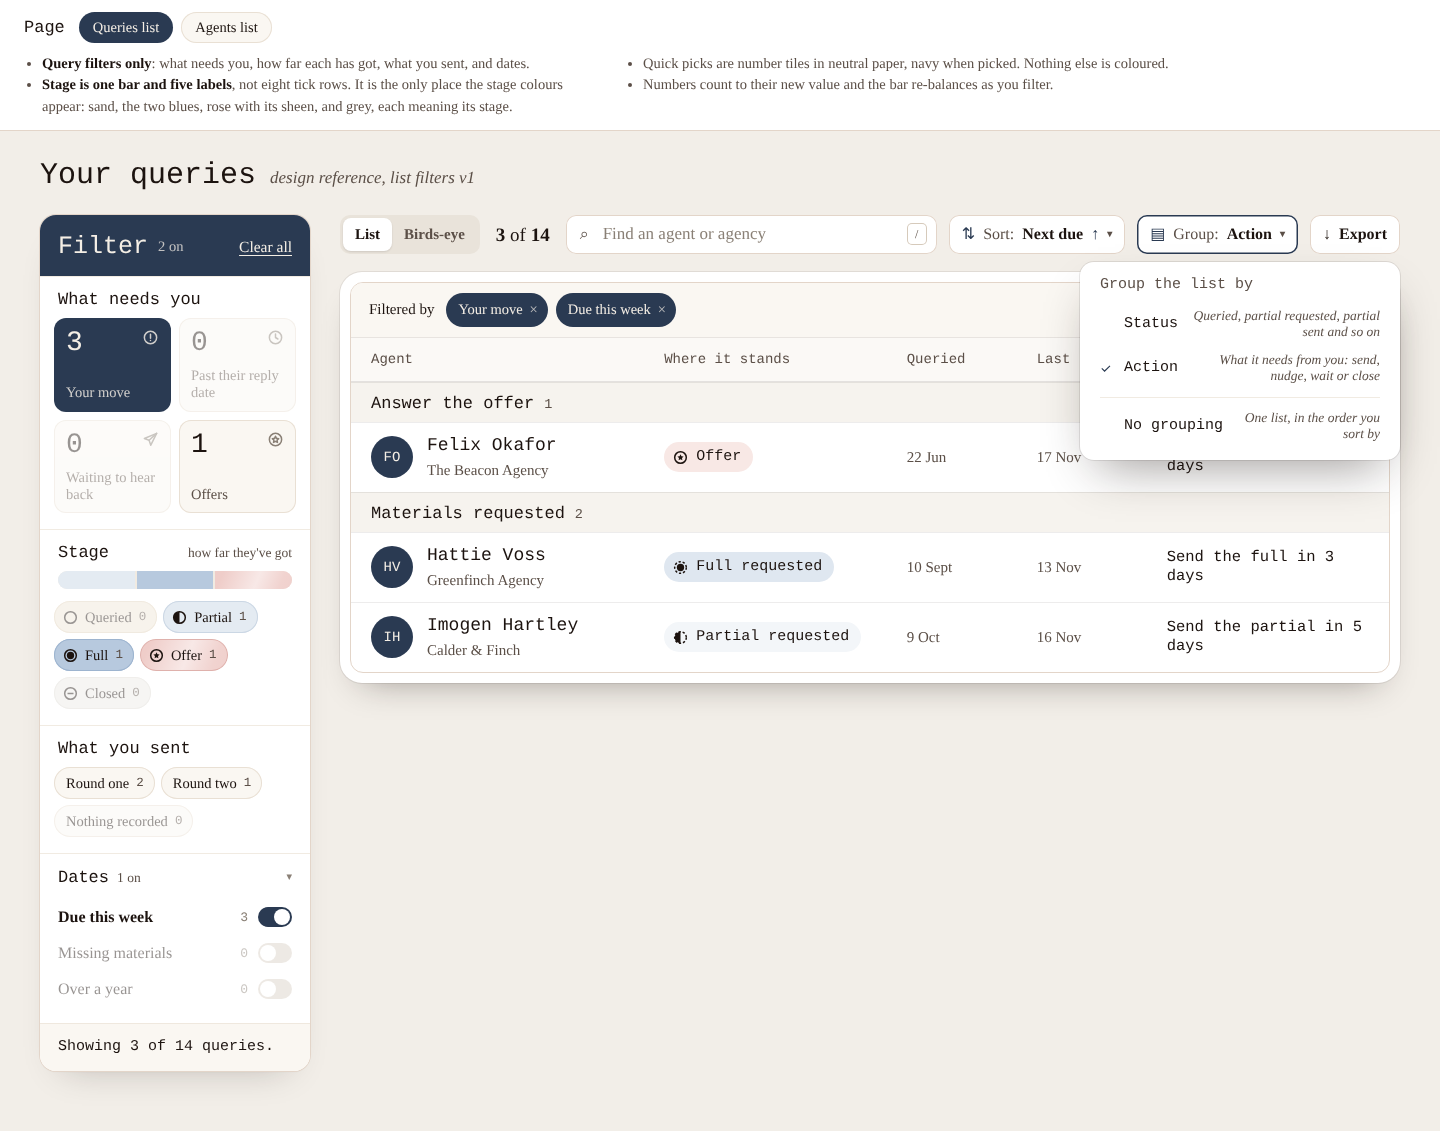 Page
Queries list
Agents list
Query filters only: what needs you, how far each has got, what you sent, and dates.
Stage is one bar and five labels, not eight tick rows. It is the only place the stage colours
appear: sand, the two blues, rose with its sheen, and grey, each meaning its stage.
Quick picks are number tiles in neutral paper, navy when picked. Nothing else is coloured.
Numbers count to their new value and the bar re-balances as you filter.
Your queries design reference, list filters v1
Filter 2 on Clear all
What needs you
3
Your move
0
Past their reply
date
0
Waiting to hear
back
1
Offers
Stage how far they've got
Queried 0
Partial 1
Full 1
Offer 1
Closed 0
What you sent
Round one 2
Round two 1
Nothing recorded 0
Dates 1 on ▾
Due this week 3
Missing materials 0
Over a year 0
Showing 3 of 14 queries.
List
Birds-eye
3 of 14
Find an agent or agency /
Sort: Next due ↑ ▾
Group: Action ▾
↓ Export
Filtered by
Your move ×
Due this week ×
Group the list by
Status
Queried, partial requested, partial
sent and so on
✓ Action
What it needs from you: send,
nudge, wait or close
No grouping
One list, in the order you
sort by
Agent Where it stands Queried Last
Answer the offer 1
FO
Felix Okafor
The Beacon Agency
Offer
22 Jun
17 Nov
days
Materials requested 2
HV
Hattie Voss
Greenfinch Agency
Full requested
10 Sept
13 Nov
Send the full in 3
days
IH
Imogen Hartley
Calder & Finch
Partial requested
9 Oct
16 Nov
Send the partial in 5
days